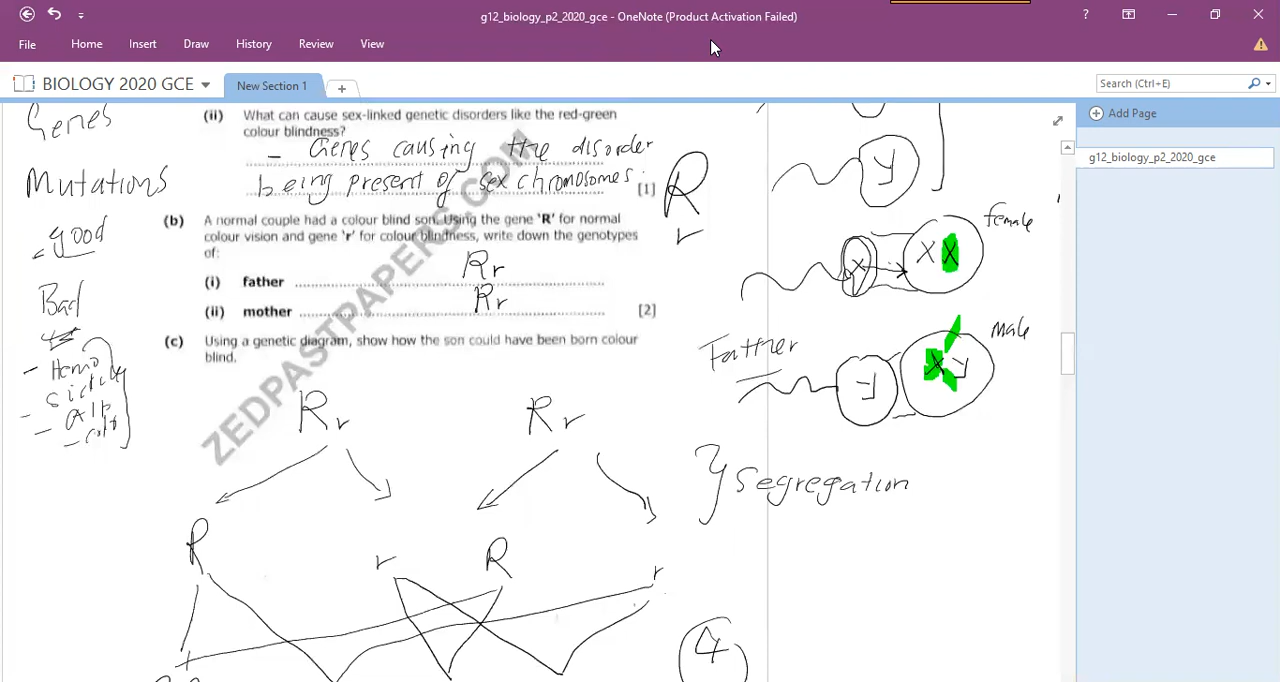 g12_biology_p2_2020_gce - OneNote (Product Activation Failed)
?
File Home Insert Draw History Review View
BIOLOGY 2020 GCE
New Section 1
+
Search (Ctrl+E)
Add Page
g12_biology_p2_2020_gce
Genes
Mutations
good
Bad
- Hemo
(ii) What can cause sex-linked genetic disorders like the red-green
colour blindness?
- Genes causing the disorder
being present of sex chromosomes.
[1]
(b) A normal couple had a colour blind son. Using the gene 'R' for normal
colour vision and gene 'r' for colour blindness, write down the genotypes
of:
(i) father Rr
(ii) mother Rr [2]
(c) Using a genetic diagram, show how the son could have been born colour
blind.
ZEDPASTPAPERS.COM
R
r
y
female
X X X
male
Father
y X y
Rr Rr
} Segregation
R r R r
4